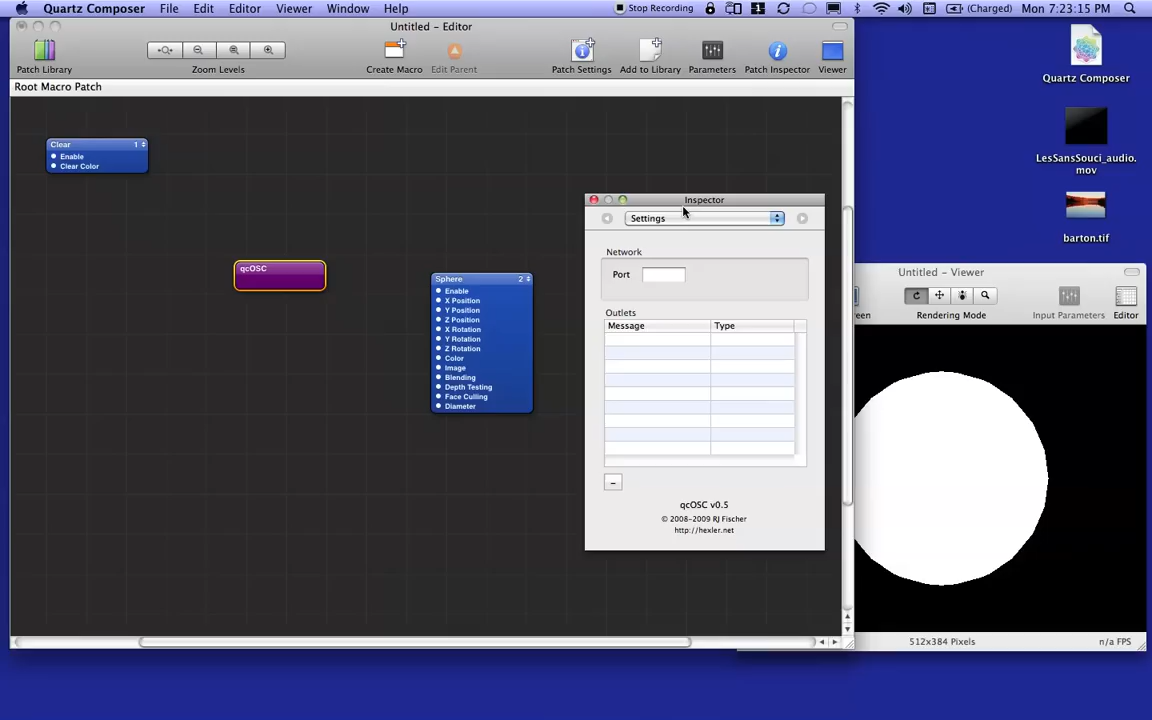 Quartz Composer File Edit Editor Viewer Window Help
Stop Recording
(Charged) Mon 7:23:15 PM
Untitled - Editor
Patch Library
Zoom Levels
Create Macro
Edit Parent
Patch Settings
Add to Library
Parameters
Patch Inspector
Viewer
Root Macro Patch
Clear 1
Enable
Clear Color
qcOSC
Sphere 2
Enable
X Position
Y Position
Z Position
X Rotation
Y Rotation
Z Rotation
Color
Image
Blending
Depth Testing
Face Culling
Diameter
Inspector
Settings
Network
Port
Outlets
Message Type
–
qcOSC v0.5
© 2008-2009 RJ Fischer
http://hexler.net
Quartz Composer
LesSansSouci_audio.
mov
barton.tif
Untitled - Viewer
een
Rendering Mode
Input Parameters
Editor
512x384 Pixels
n/a FPS